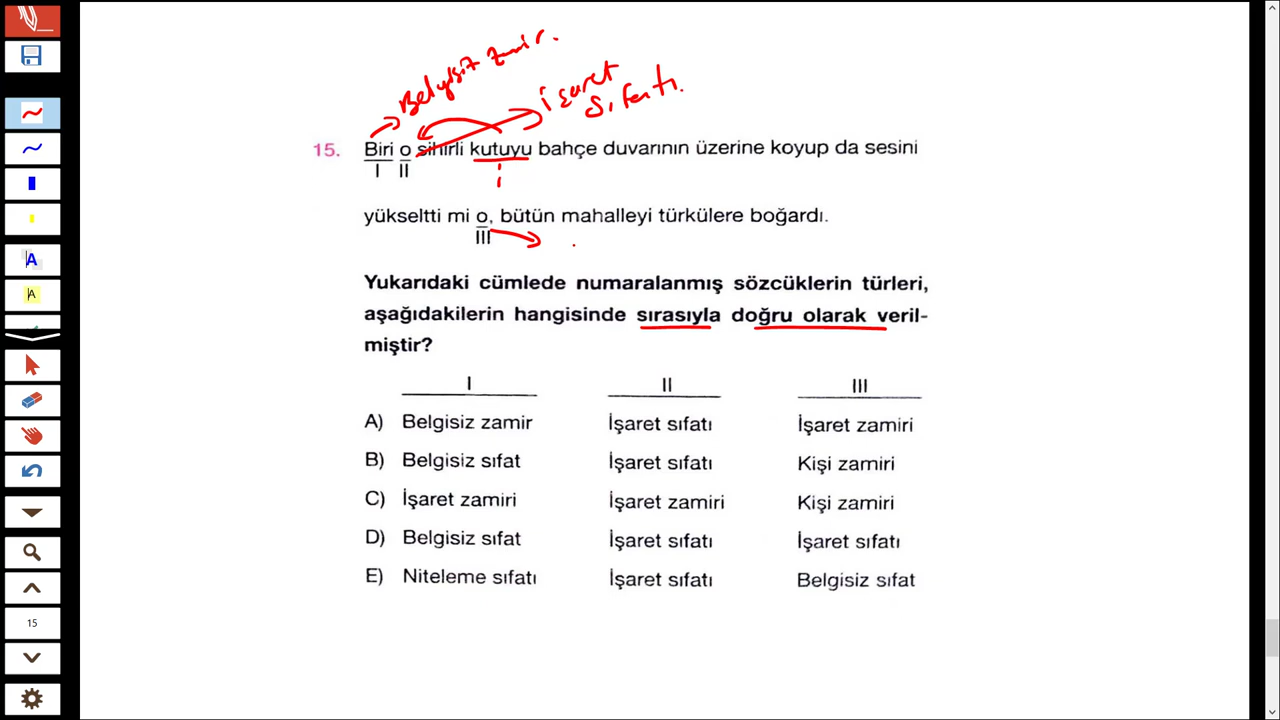 Belgisiz zamir.
işaret
sıfatı.
15. Biri o sihirli kutuyu bahçe duvarının üzerine koyup da sesini
I II
i
yükseltti mi o, bütün mahalleyi türkülere boğardı.
III
Yukarıdaki cümlede numaralanmış sözcüklerin türleri,
aşağıdakilerin hangisinde sırasıyla doğru olarak veril-
miştir?
I II III
A) Belgisiz zamir İşaret sıfatı İşaret zamiri
B) Belgisiz sıfat İşaret sıfatı Kişi zamiri
C) İşaret zamiri İşaret zamiri Kişi zamiri
D) Belgisiz sıfat İşaret sıfatı İşaret sıfatı
E) Niteleme sıfatı İşaret sıfatı Belgisiz sıfat
A
A
15